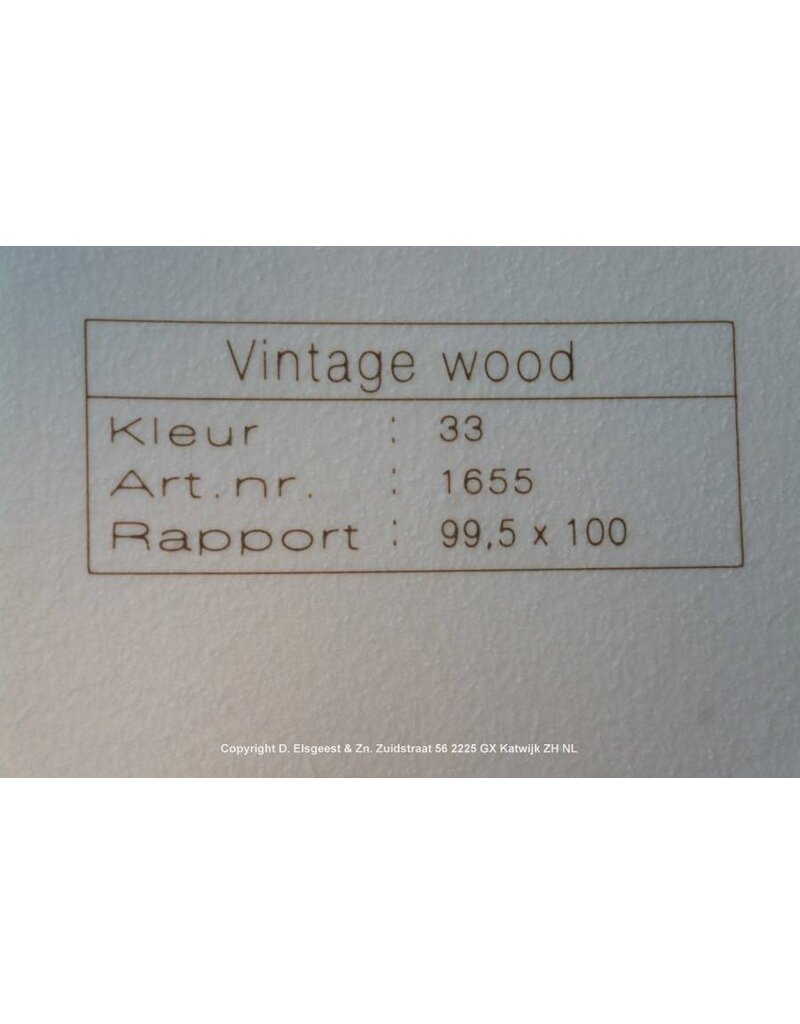 Vintage wood
Kleur : 33
Art.nr. : 1655
Rapport : 99,5 x 100
Copyright D. Elsgeest & Zn. Zuidstraat 56 2225 GX Katwijk ZH NL